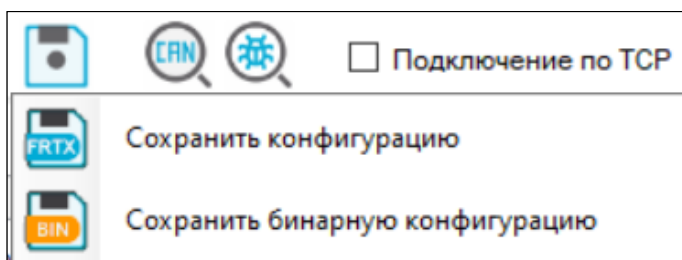 CAN Подключение по TCP
FRTX Сохранить конфигурацию
BIN Сохранить бинарную конфигурацию